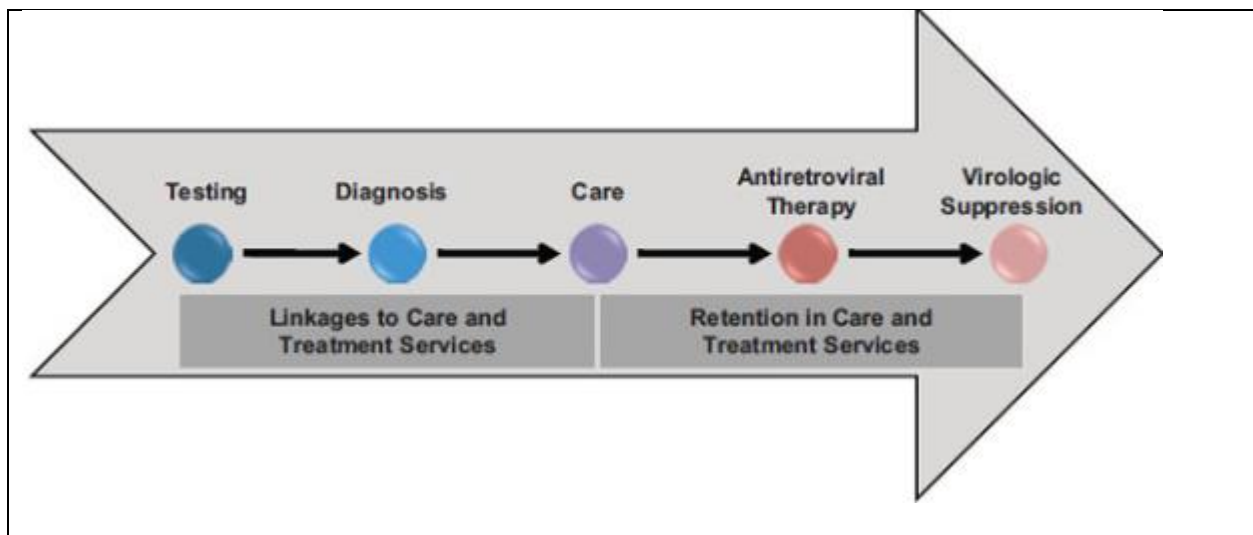 Testing
Diagnosis
Care
Antiretroviral
Therapy
Virologic
Suppression
Linkages to Care and
Treatment Services
Retention in Care and
Treatment Services